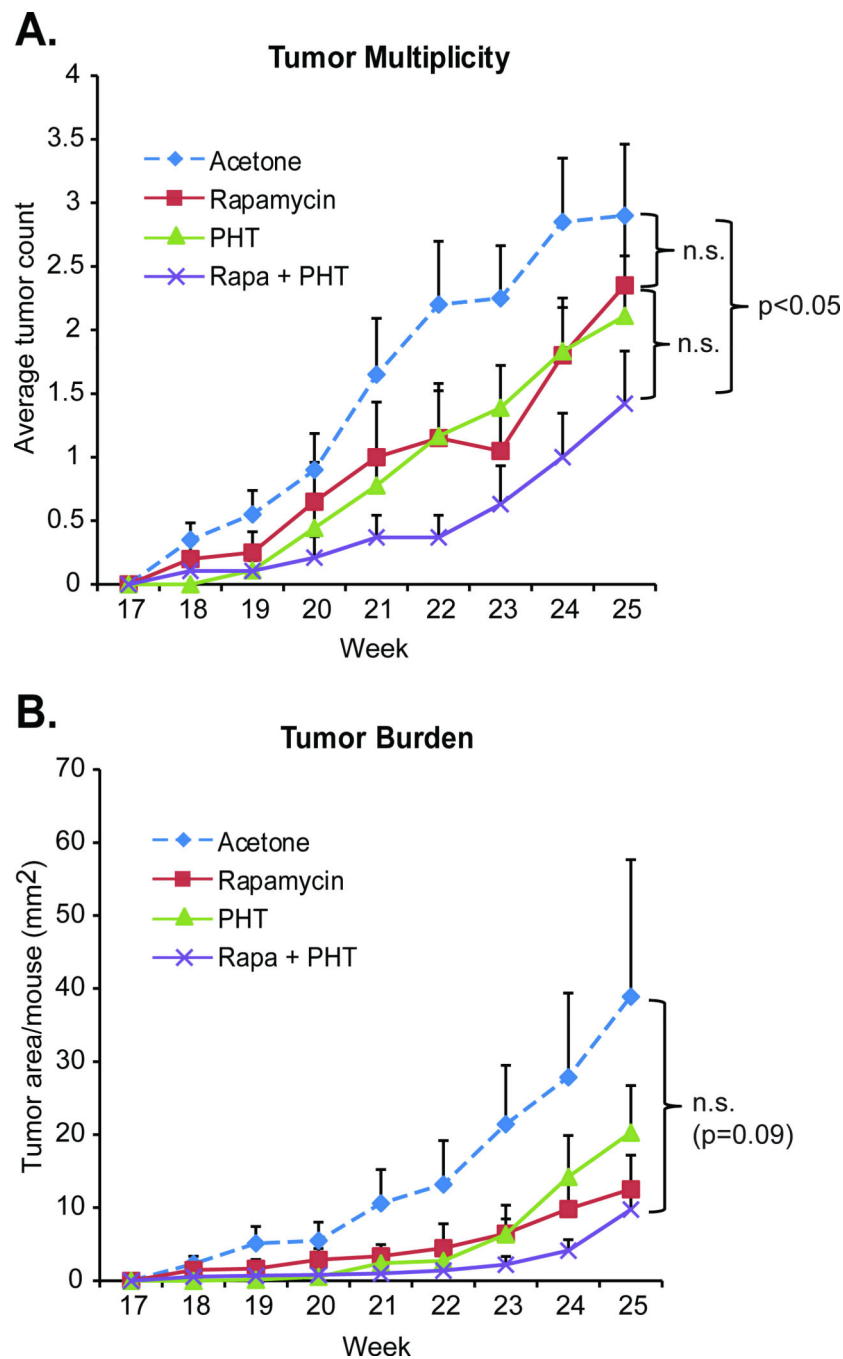 A.
Tumor Multiplicity
4
3.5
3
2.5
2
1.5
1
0.5
0
Average tumor count
Acetone
Rapamycin
PHT
Rapa + PHT
n.s.
n.s.
p<0.05
17 18 19 20 21 22 23 24 25
Week
B.
Tumor Burden
70
60
50
40
30
20
10
0
Tumor area/mouse (mm2)
Acetone
Rapamycin
PHT
Rapa + PHT
n.s.
(p=0.09)
17 18 19 20 21 22 23 24 25
Week